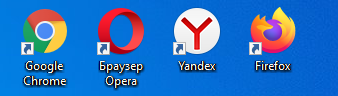 Google Chrome
Браузер Opera
Yandex
Firefox